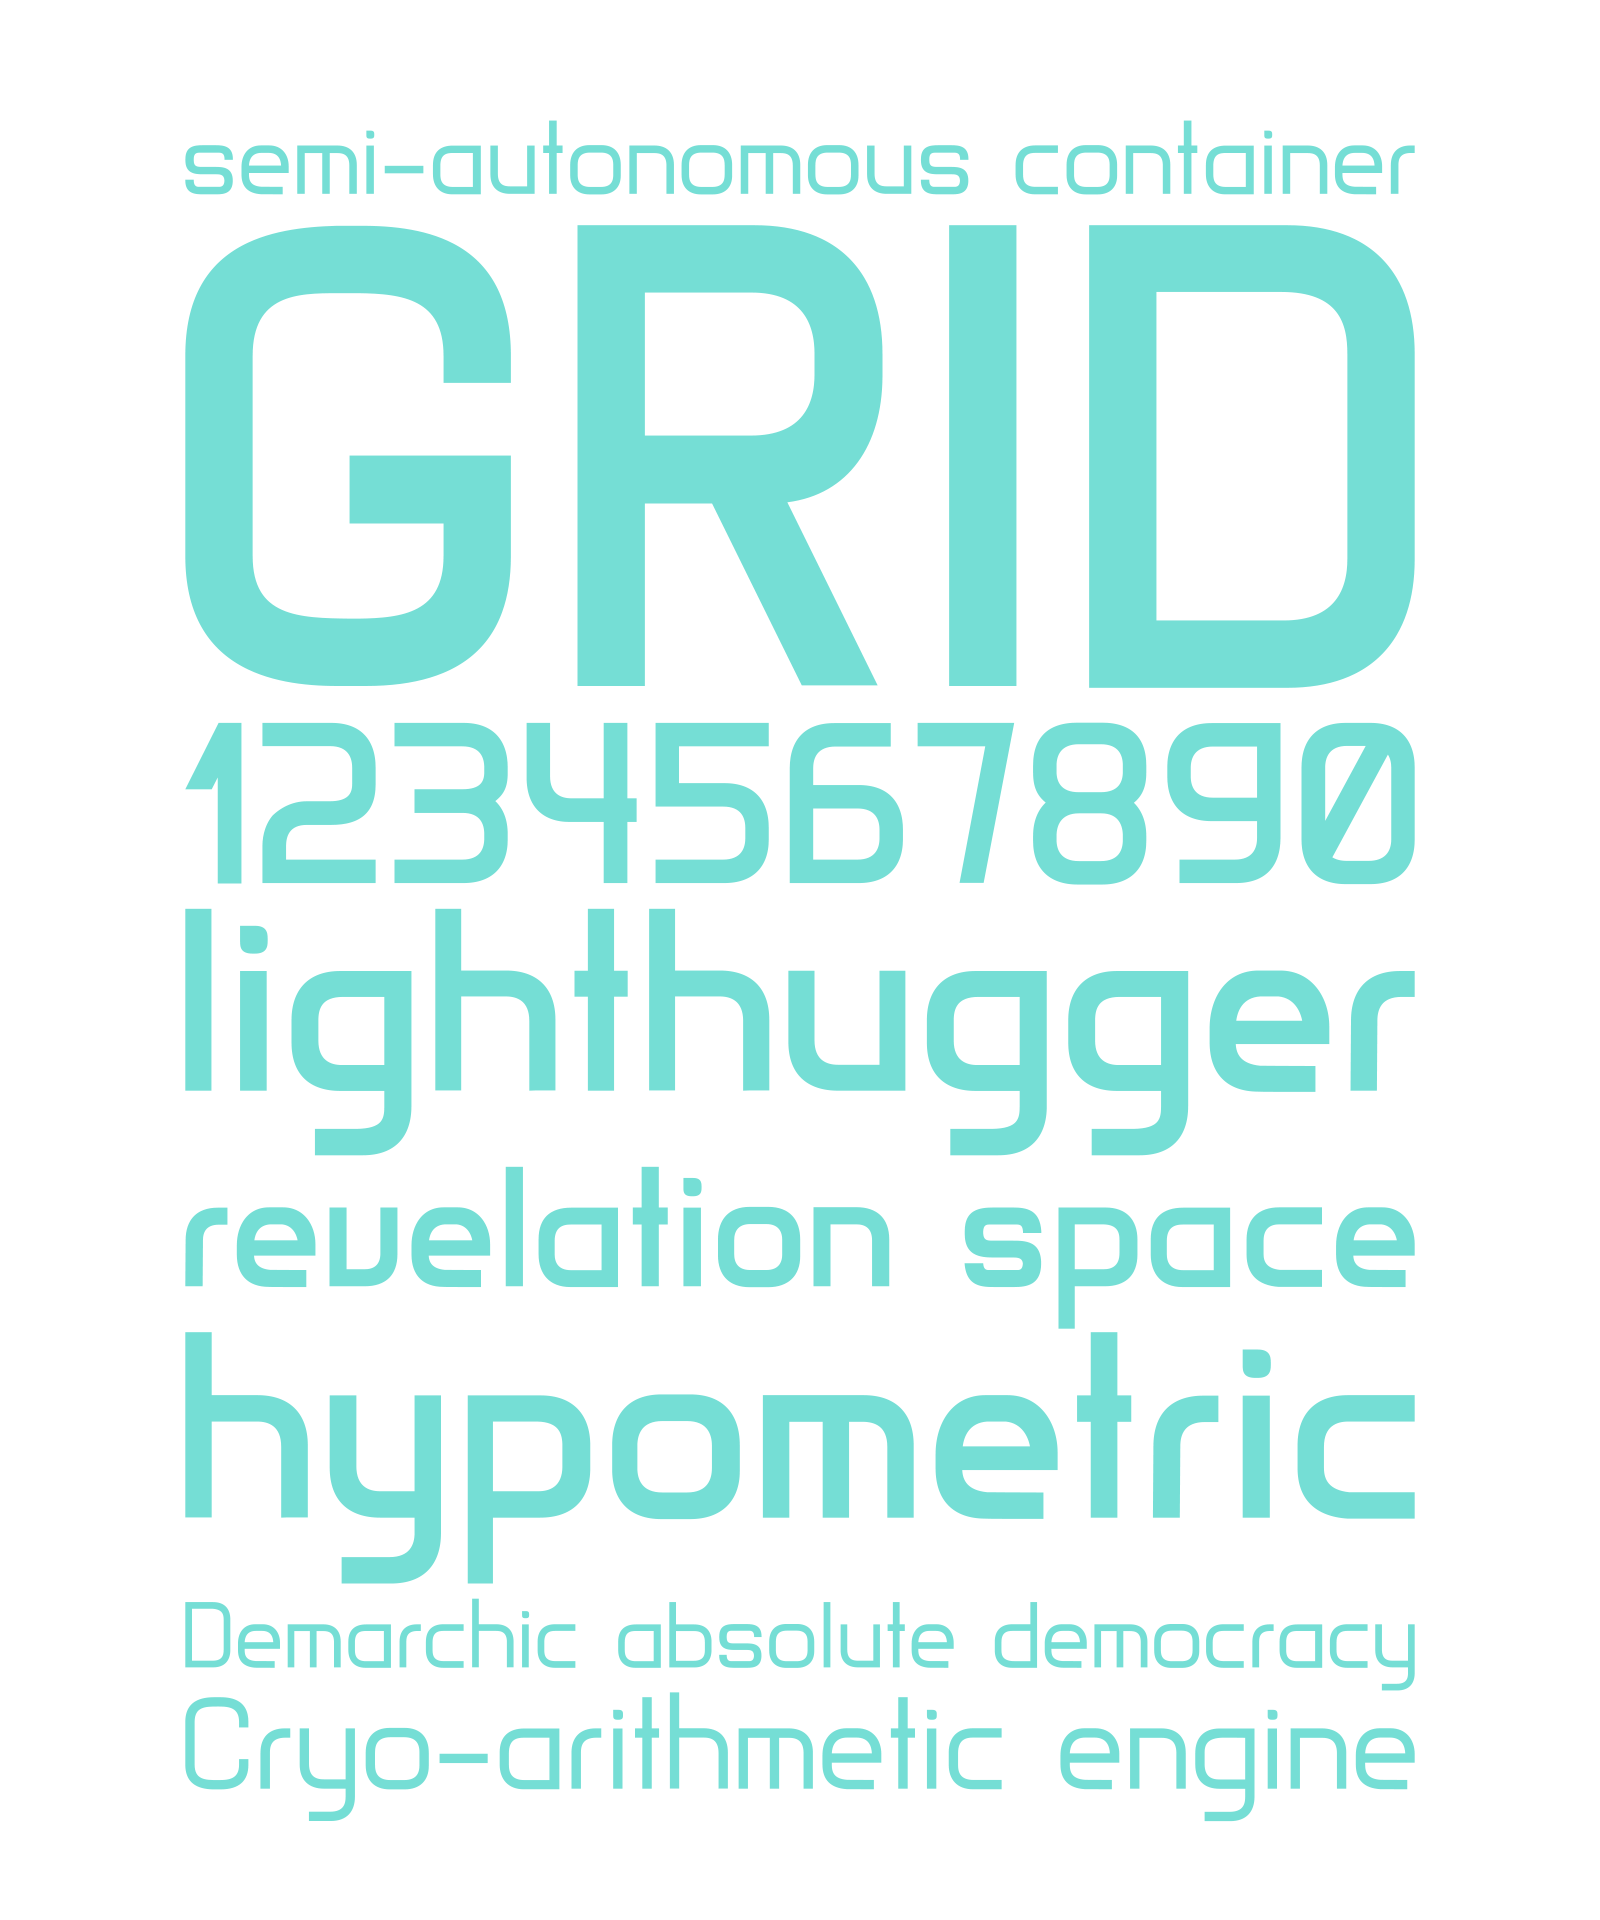 semi-autonomous container
GRID
1234567890
lighthugger
revelation space
hypometric
Demarchic absolute democracy
Cryo-arithmetic engine